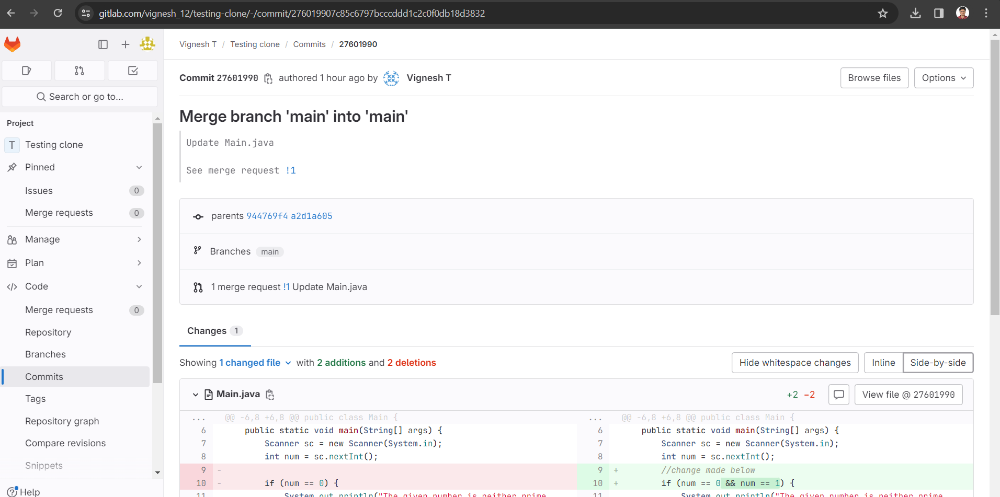 gitlab.com/vignesh_12/testing-clone/-/commit/276019907c85c6797bcccddd1c2c0f0db18d3832
Search or go to...
Project
T Testing clone
Pinned
Issues 0
Merge requests 0
Manage
Plan
Code
Merge requests 0
Repository
Branches
Commits
Tags
Repository graph
Compare revisions
Snippets
Help
Vignesh T / Testing clone / Commits / 27601990
Commit 27601990 authored 1 hour ago by Vignesh T
Browse files
Options
Merge branch 'main' into 'main'
Update Main.java
See merge request !1
parents 944769f4 a2d1a605
Branches main
1 merge request !1 Update Main.java
Changes 1
Showing 1 changed file with 2 additions and 2 deletions
Hide whitespace changes
Inline
Side-by-side
Main.java
+2 −2
View file @ 27601990
... @@ -6,8 +6,8 @@ public class Main {
6 public static void main(String[] args) {
7 Scanner sc = new Scanner(System.in);
8 int num = sc.nextInt();
9 -
10 - if (num == 0) {
11 System.out.println("The given number is neither prime
... @@ -6,8 +6,8 @@ public class Main {
6 public static void main(String[] args) {
7 Scanner sc = new Scanner(System.in);
8 int num = sc.nextInt();
9 + //change made below
10 + if (num == 0 && num == 1) {
11 System.out.println("The given number is neither prime